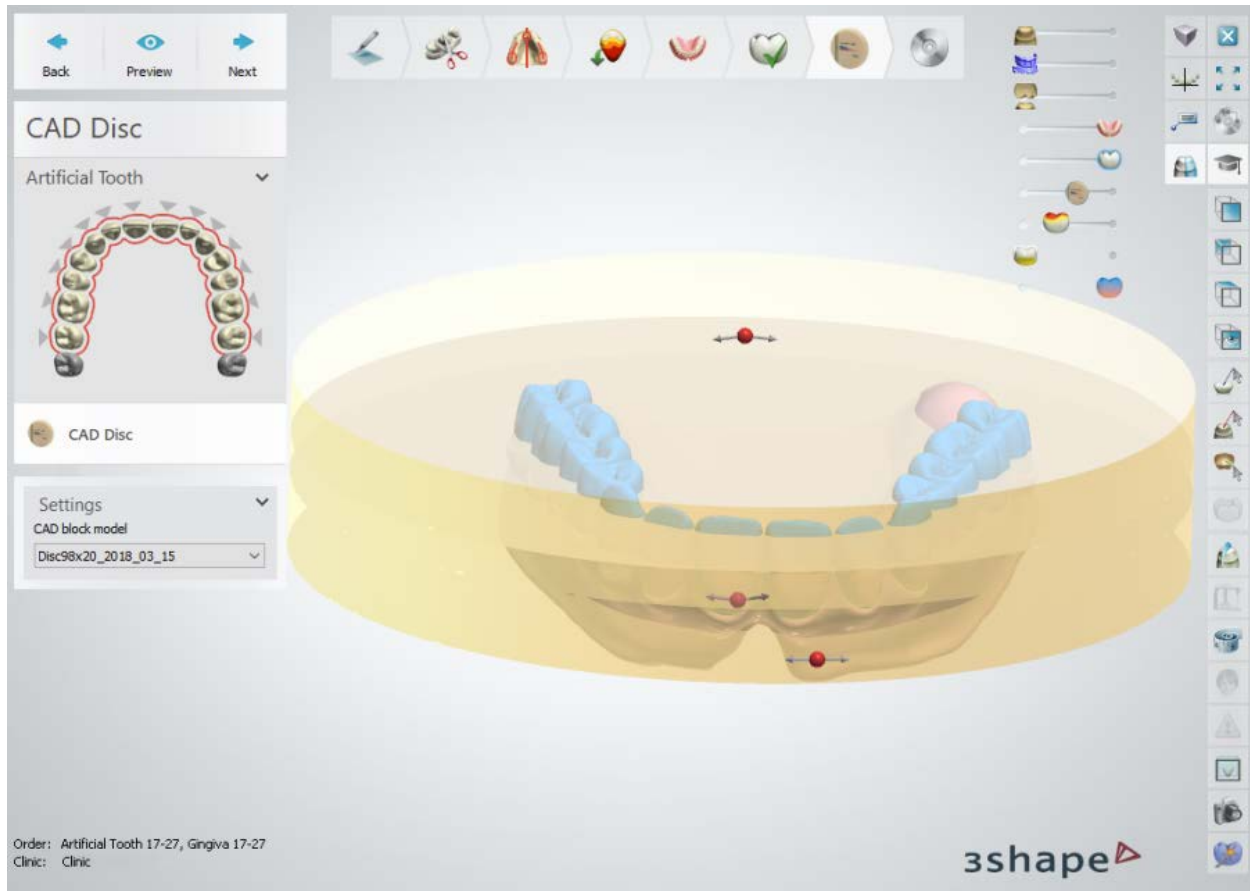 Back
Preview
Next
CAD Disc
Artificial Tooth
CAD Disc
Settings
CAD block model
Disc98x20_2018_03_15
Order: Artificial Tooth 17-27, Gingiva 17-27
Clinic: Clinic
3shape